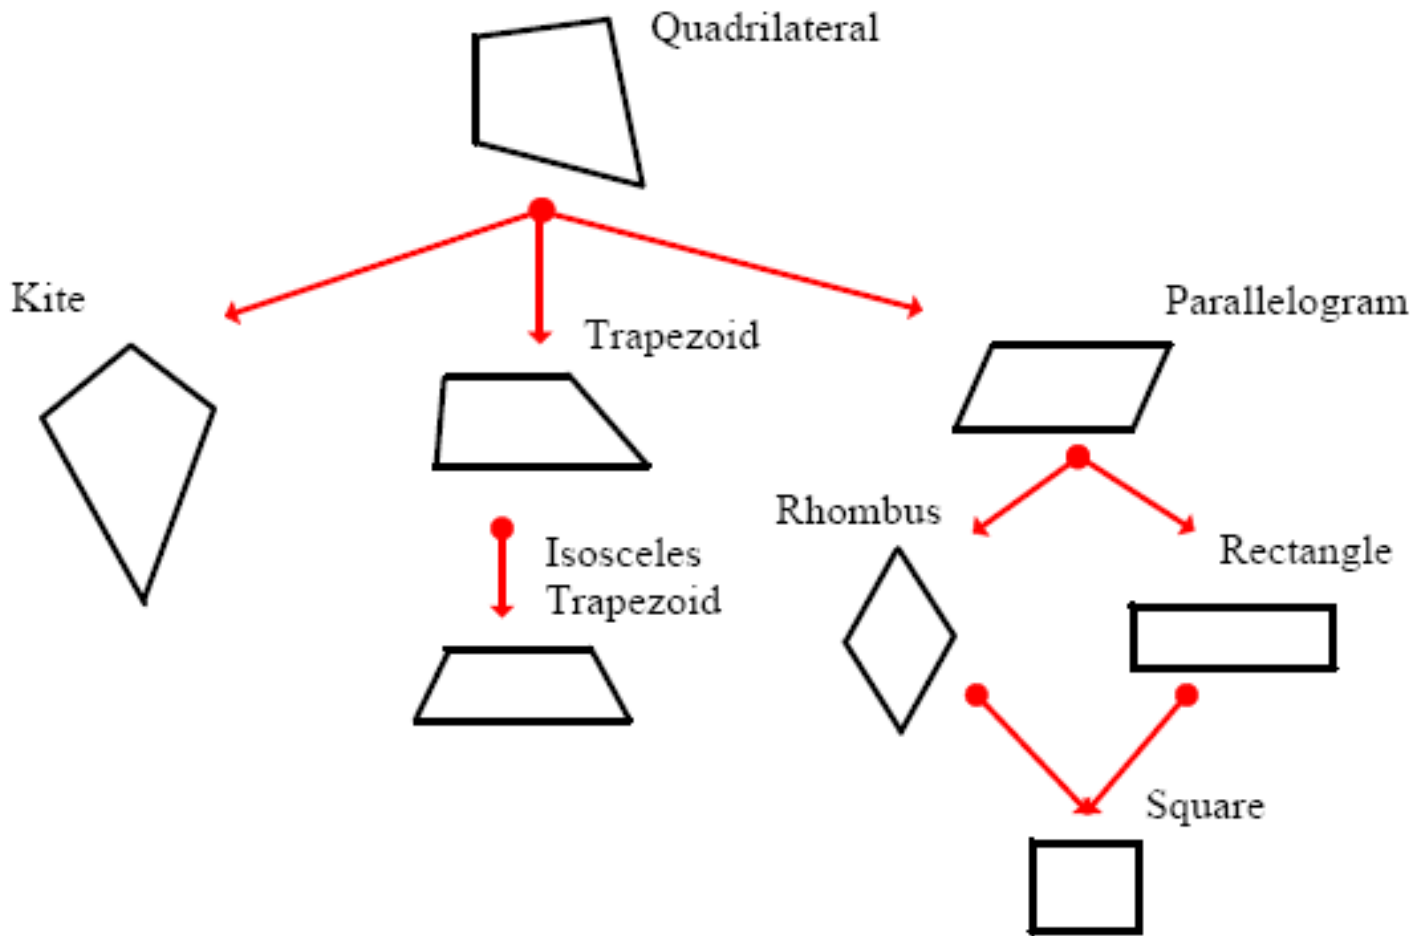 Quadrilateral
Kite
Parallelogram
Trapezoid
Rhombus
Rectangle
Isosceles
Trapezoid
Square